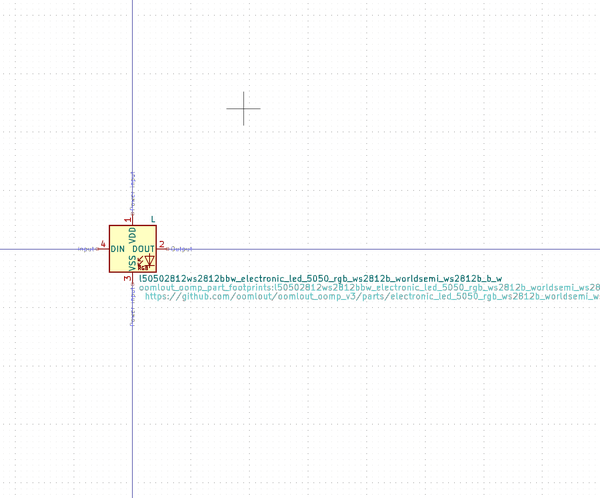 Power input
1
L
VDD
4
2
Input
DIN
DOUT
Output
VSS
RGB
3
l50502812ws2812bbw_electronic_led_5050_rgb_ws2812b_worldsemi_ws2812b_b_w
oomlout_oomp_part_footprints:l50502812ws2812bbw_electronic_led_5050_rgb_ws2812b_worldsemi_ws28
https://github.com/oomlout/oomlout_oomp_v3/parts/electronic_led_5050_rgb_ws2812b_worldsemi_w
Power input